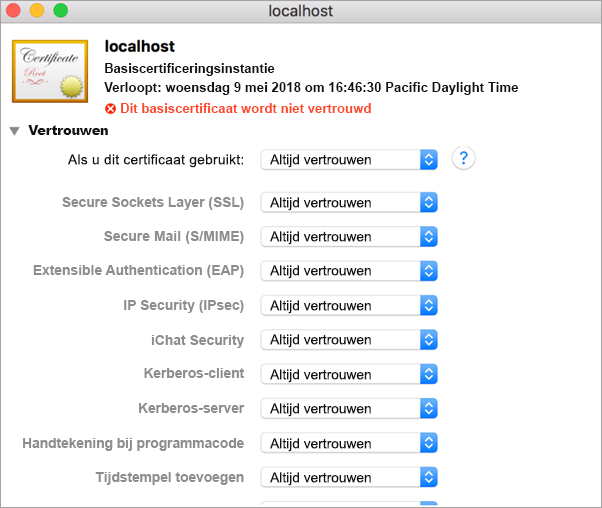 localhost
Certificate
Root
localhost
Basiscertificeringsinstantie
Verloopt: woensdag 9 mei 2018 om 16:46:30 Pacific Daylight Time
Dit basiscertificaat wordt niet vertrouwd
Vertrouwen
Als u dit certificaat gebruikt: Altijd vertrouwen ?
Secure Sockets Layer (SSL) Altijd vertrouwen
Secure Mail (S/MIME) Altijd vertrouwen
Extensible Authentication (EAP) Altijd vertrouwen
IP Security (IPsec) Altijd vertrouwen
iChat Security Altijd vertrouwen
Kerberos-client Altijd vertrouwen
Kerberos-server Altijd vertrouwen
Handtekening bij programmacode Altijd vertrouwen
Tijdstempel toevoegen Altijd vertrouwen